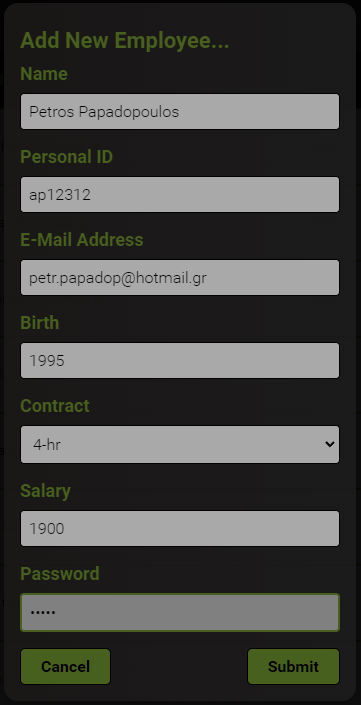 Add New Employee...
Name
Petros Papadopoulos
Personal ID
ap12312
E-Mail Address
petr.papadop@hotmail.gr
Birth
1995
Contract
4-hr
Salary
1900
Password
•••••
Cancel Submit